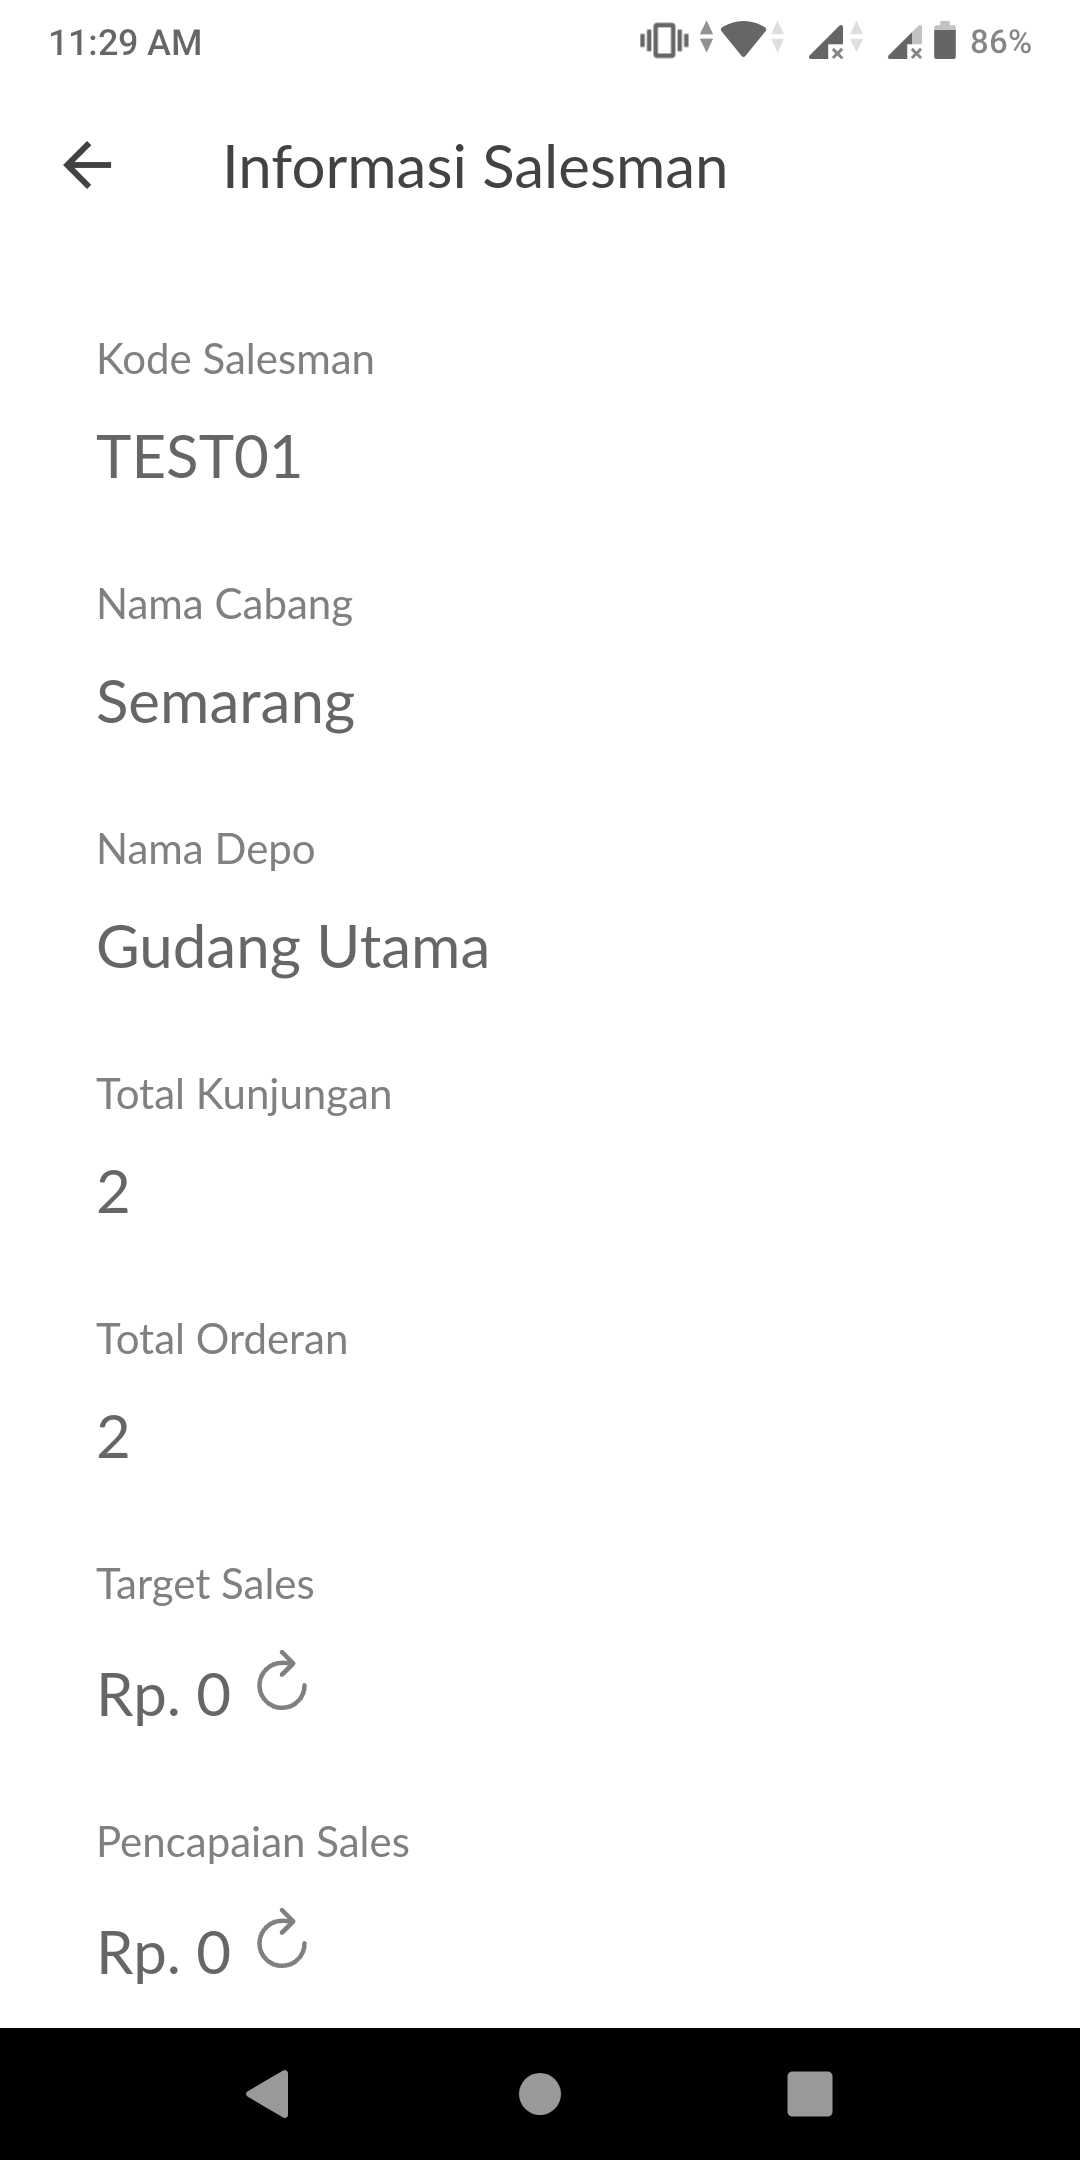 11:29 AM
86%
Informasi Salesman
Kode Salesman
TEST01
Nama Cabang
Semarang
Nama Depo
Gudang Utama
Total Kunjungan
2
Total Orderan
2
Target Sales
Rp. 0
Pencapaian Sales
Rp. 0